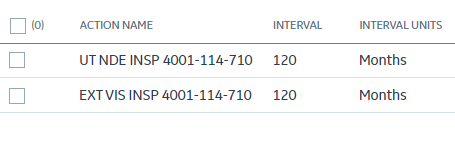 (0) ACTION NAME INTERVAL INTERVAL UNITS
UT NDE INSP 4001-114-710 120 Months
EXT VIS INSP 4001-114-710 120 Months